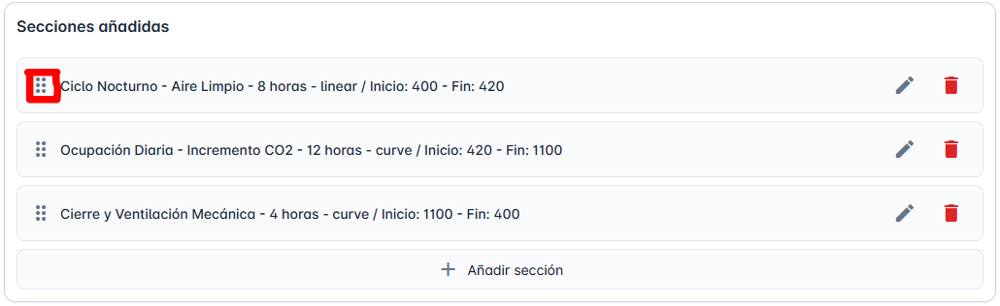 Secciones añadidas
Ciclo Nocturno - Aire Limpio - 8 horas - linear / Inicio: 400 - Fin: 420
Ocupación Diaria - Incremento CO2 - 12 horas - curve / Inicio: 420 - Fin: 1100
Cierre y Ventilación Mecánica - 4 horas - curve / Inicio: 1100 - Fin: 400
Añadir sección